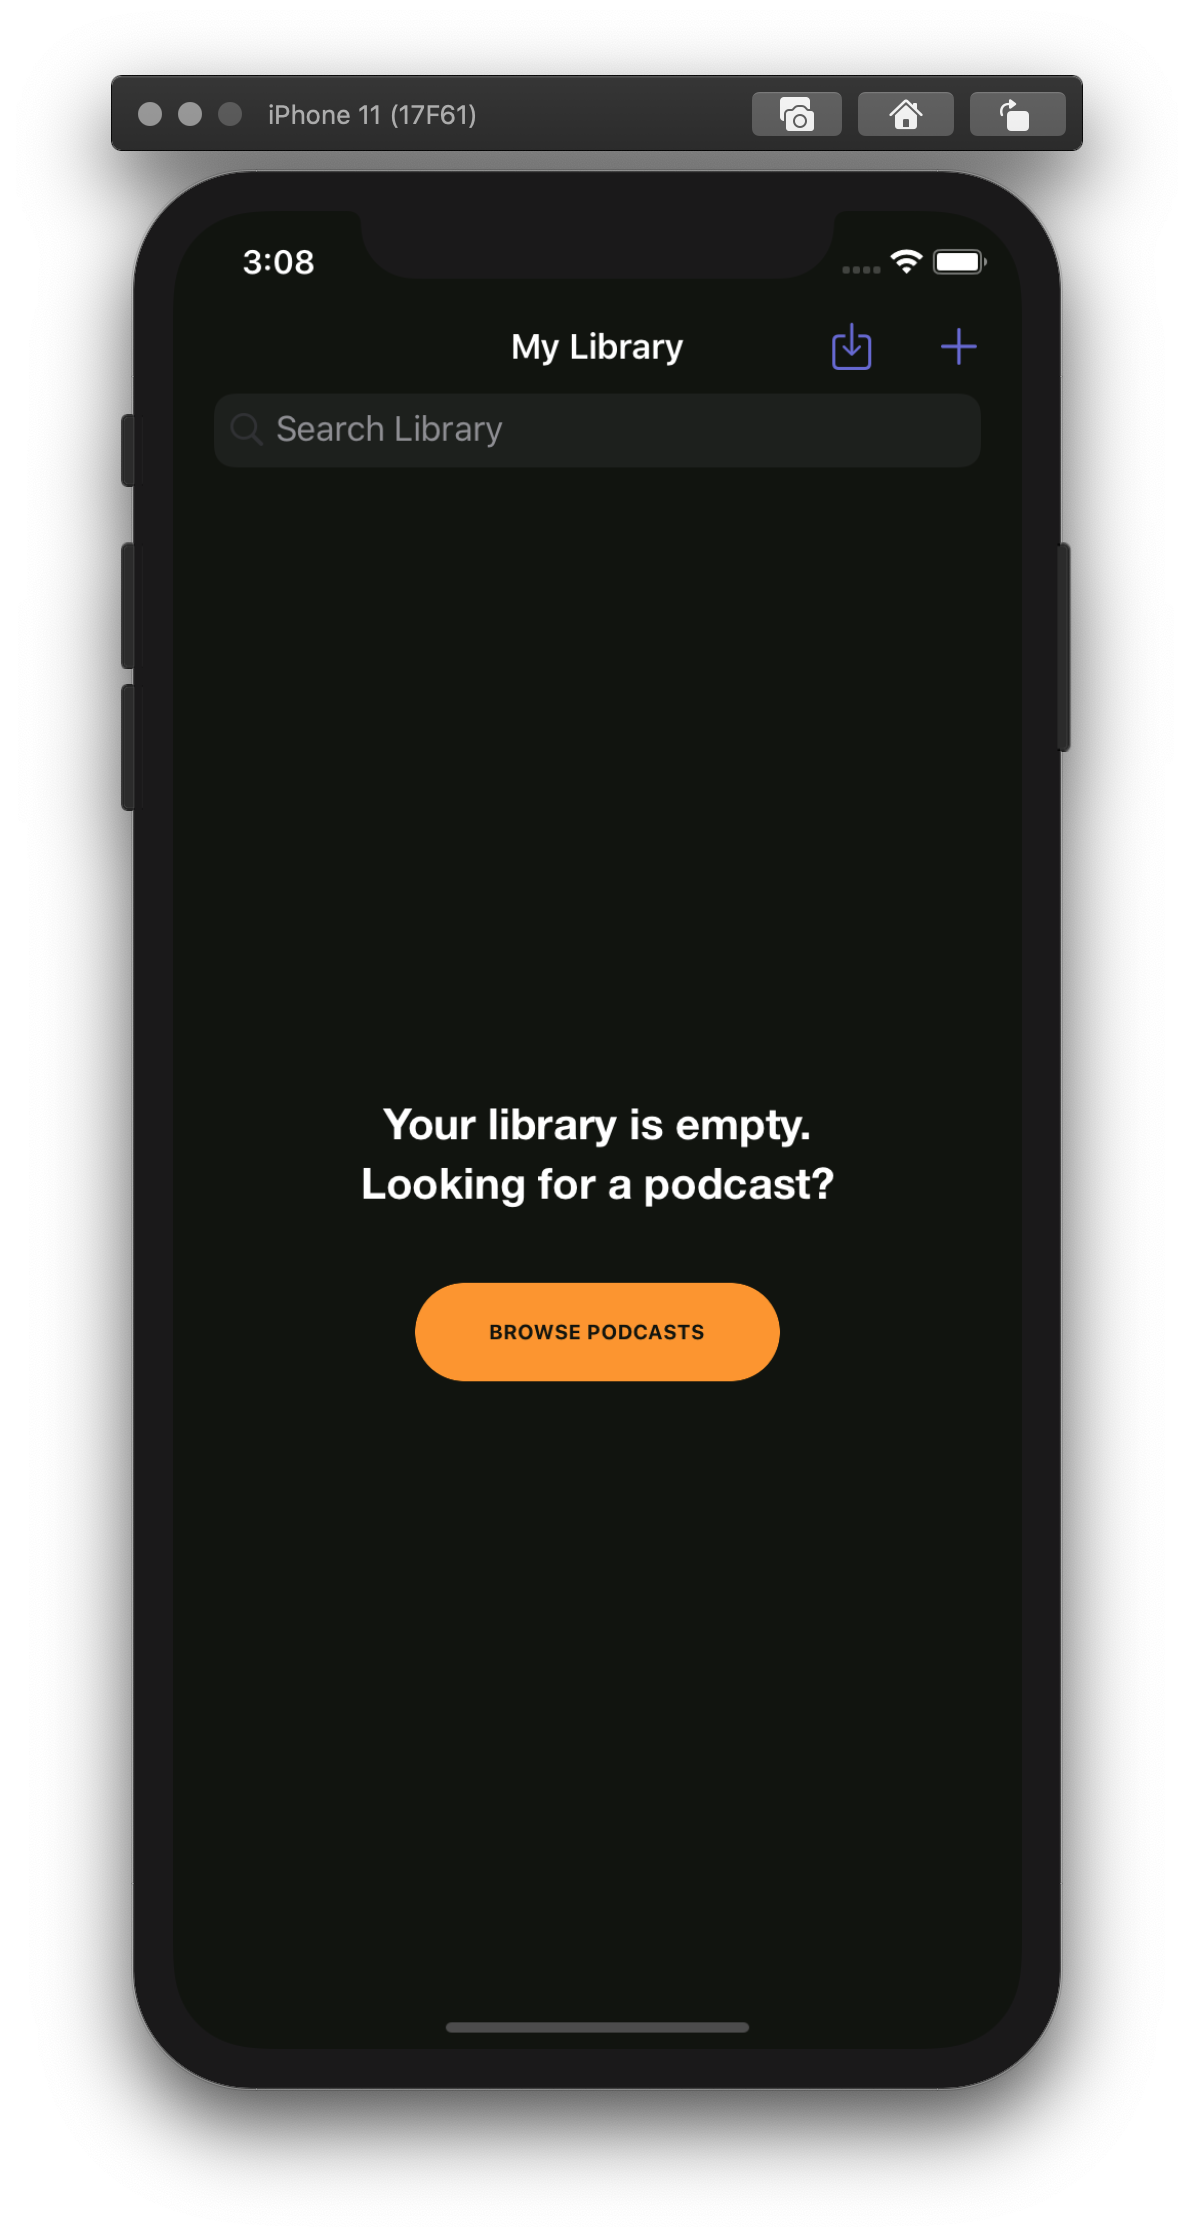 iPhone 11 (17F61)
3:08
My Library
Search Library
Your library is empty.
Looking for a podcast?
BROWSE PODCASTS